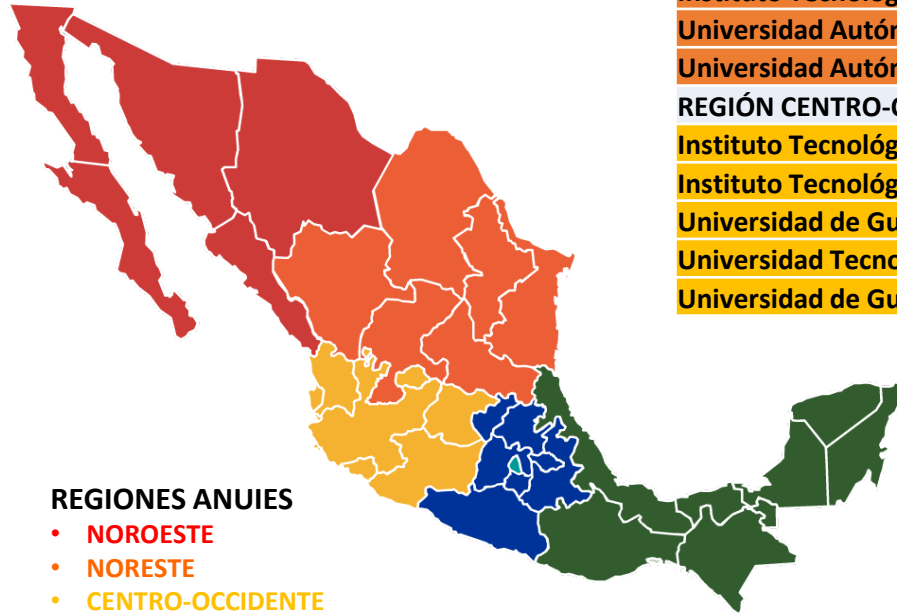 Universidad Autón
Universidad Autón
REGIÓN CENTRO-O
Instituto Tecnológ
Instituto Tecnológ
Universidad de Gu
Universidad Tecno
Universidad de Gu
REGIONES ANUIES
• NOROESTE
• NORESTE
• CENTRO-OCCIDENTE